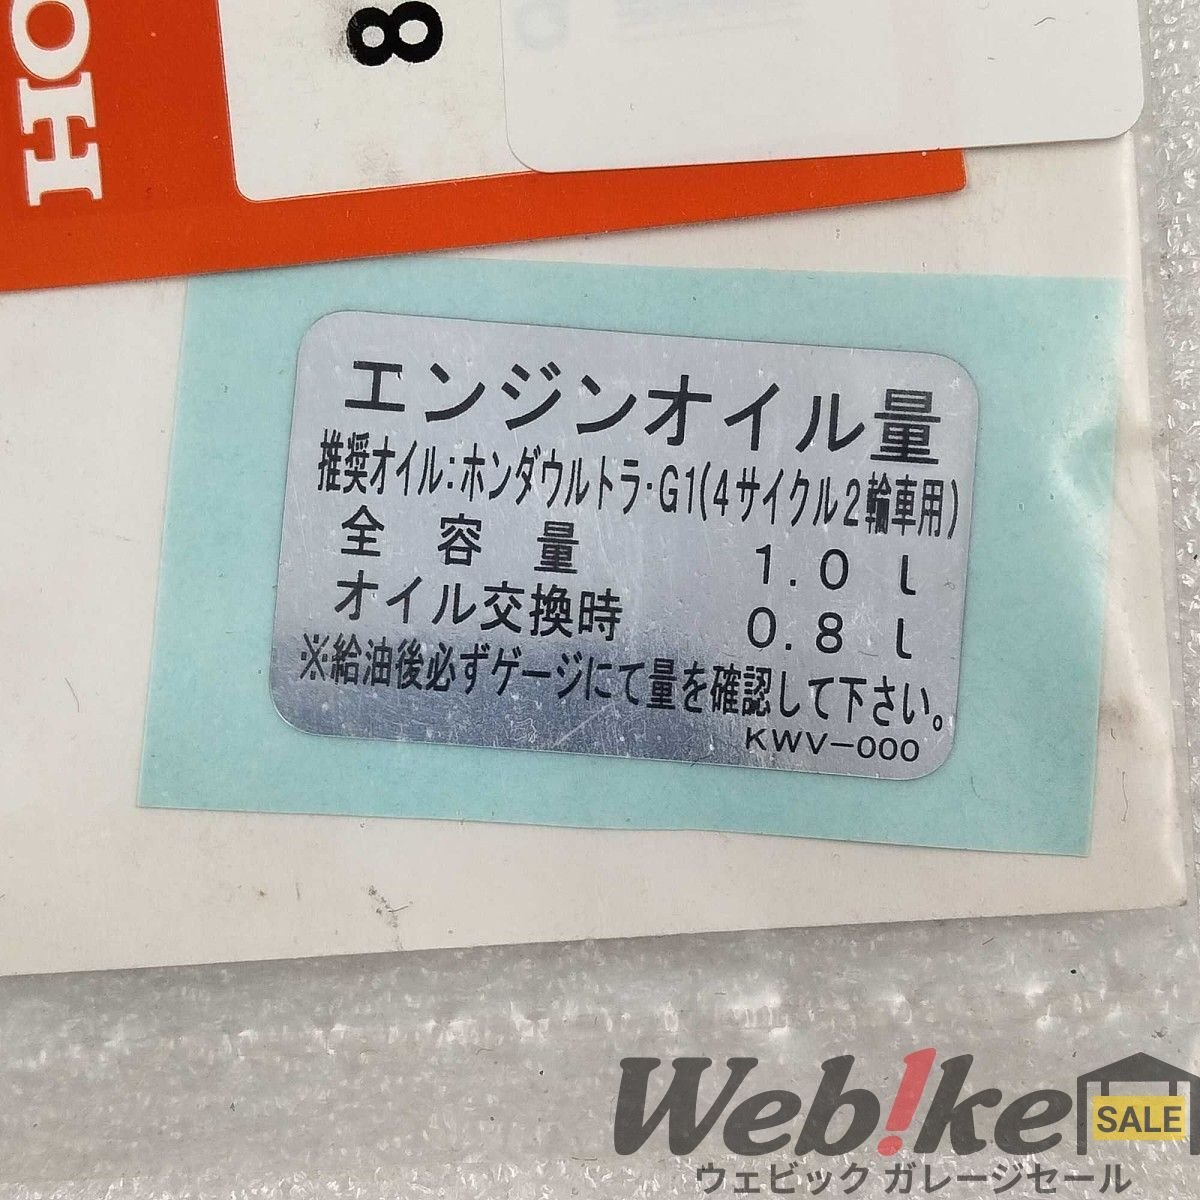 HO
8
エンジンオイル量
推奨オイル:ホンダウルトラ·G1(4サイクル2輪車用)
全容量 1.0 l
オイル交換時 0.8 l
※給油後必ずゲージにて量を確認して下さい。
KWV-000
Web!ke
SALE
ウェビック ガレージセール